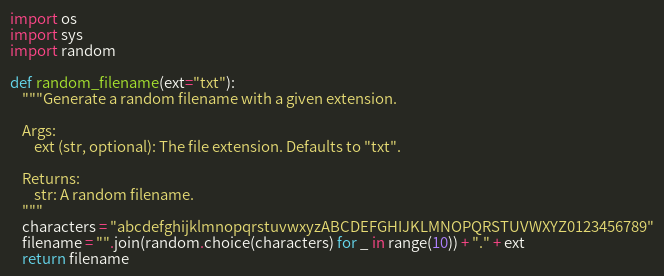 import os
import sys
import random

def random_filename(ext="txt"):
    """Generate a random filename with a given extension.

    Args:
        ext (str, optional): The file extension. Defaults to "txt".

    Returns:
        str: A random filename.
    """
    characters = "abcdefghijklmnopqrstuvwxyzABCDEFGHIJKLMNOPQRSTUVWXYZ0123456789"
    filename = "".join(random.choice(characters) for _ in range(10)) + "." + ext
    return filename